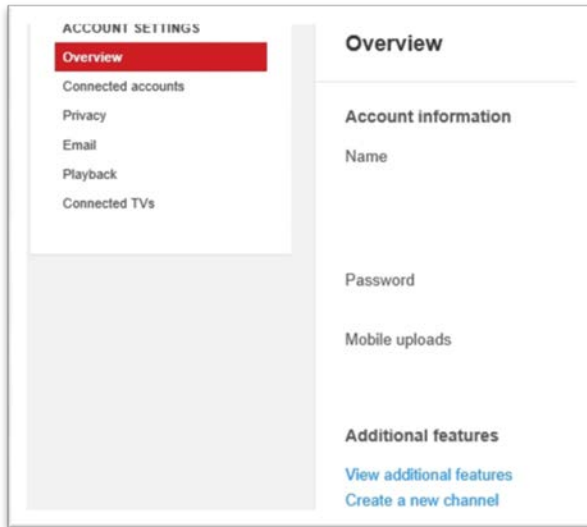 ACCOUNT SETTINGS
Overview
Connected accounts
Privacy
Email
Playback
Connected TVs
Overview
Account information
Name
Password
Mobile uploads
Additional features
View additional features
Create a new channel